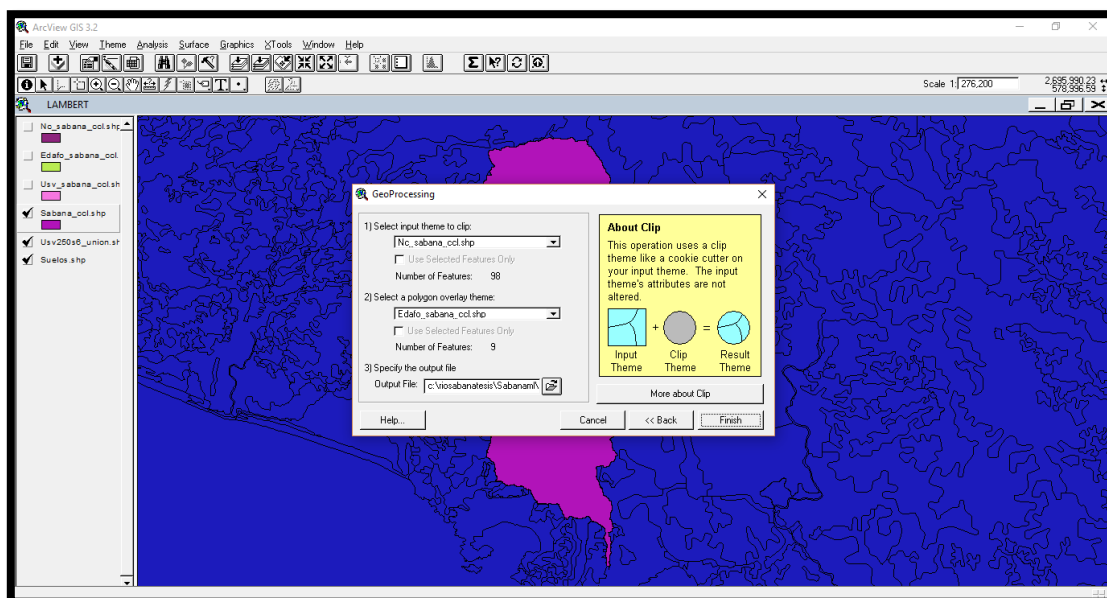 ArcView GIS 3.2
File Edit View Theme Analysis Surface Graphics XTools Window Help
Scale 1: 276,200
2,695,990.23
578,996.59
LAMBERT
Nc_sabana_ccl.shp
Edafo_sabana_ccl.
Usv_sabana_ccl.sh
Sabana_ccl.shp
Usv250s6_union.sh
Suelos.shp
GeoProcessing
1) Select input theme to clip:
Nc_sabana_ccl.shp
Use Selected Features Only
Number of Features: 98
2) Select a polygon overlay theme:
Edafo_sabana_ccl.shp
Use Selected Features Only
Number of Features: 9
3) Specify the output file
Output File: c:\riosabanatesis\Sabanaml\
About Clip
This operation uses a clip
theme like a cookie cutter on
your input theme. The input
theme's attributes are not
altered.
+ =
Input Clip Result
Theme Theme Theme
More about Clip
Help... Cancel << Back Finish